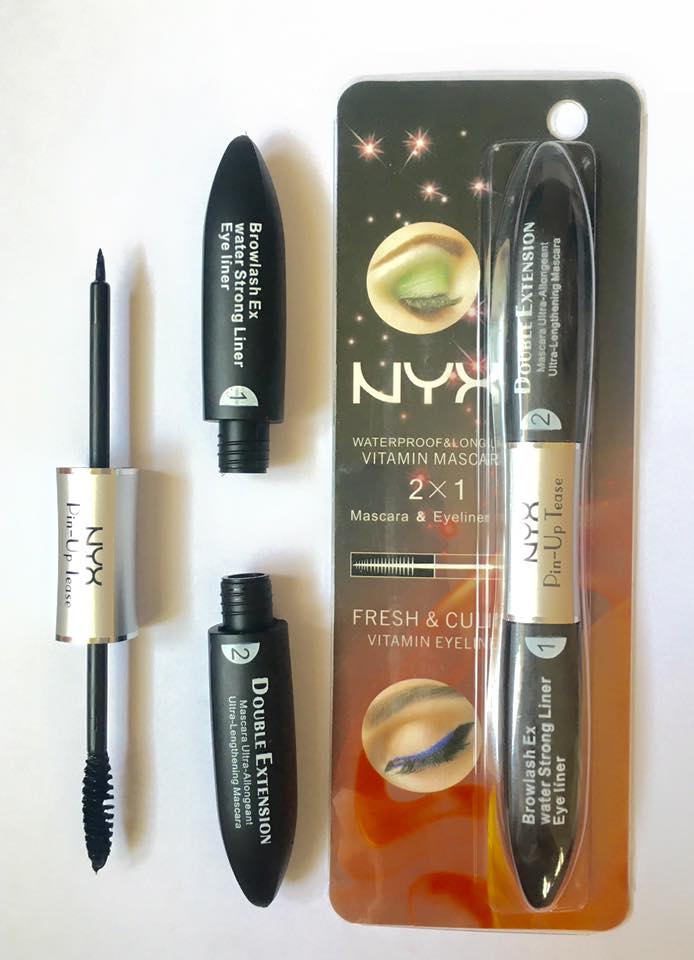 NYX
Pin-Up Tease
Browlash Ex
water Strong Liner
Eye liner
1
2
DOUBLE EXTENSION
Mascara Ultra-Allongeant
Ultra-Lengthening Mascara
NYX
WATERPROOF&LONG
VITAMIN MASCAR
2×1
Mascara & Eyeliner
FRESH & CUL
VITAMIN EYELINE
DOUBLE EXTENSION
Mascara Ultra-Allongeant
Ultra-Lengthening Mascara
2
NYX
Pin-Up Tease
1
Browlash Ex
water Strong Liner
Eye liner